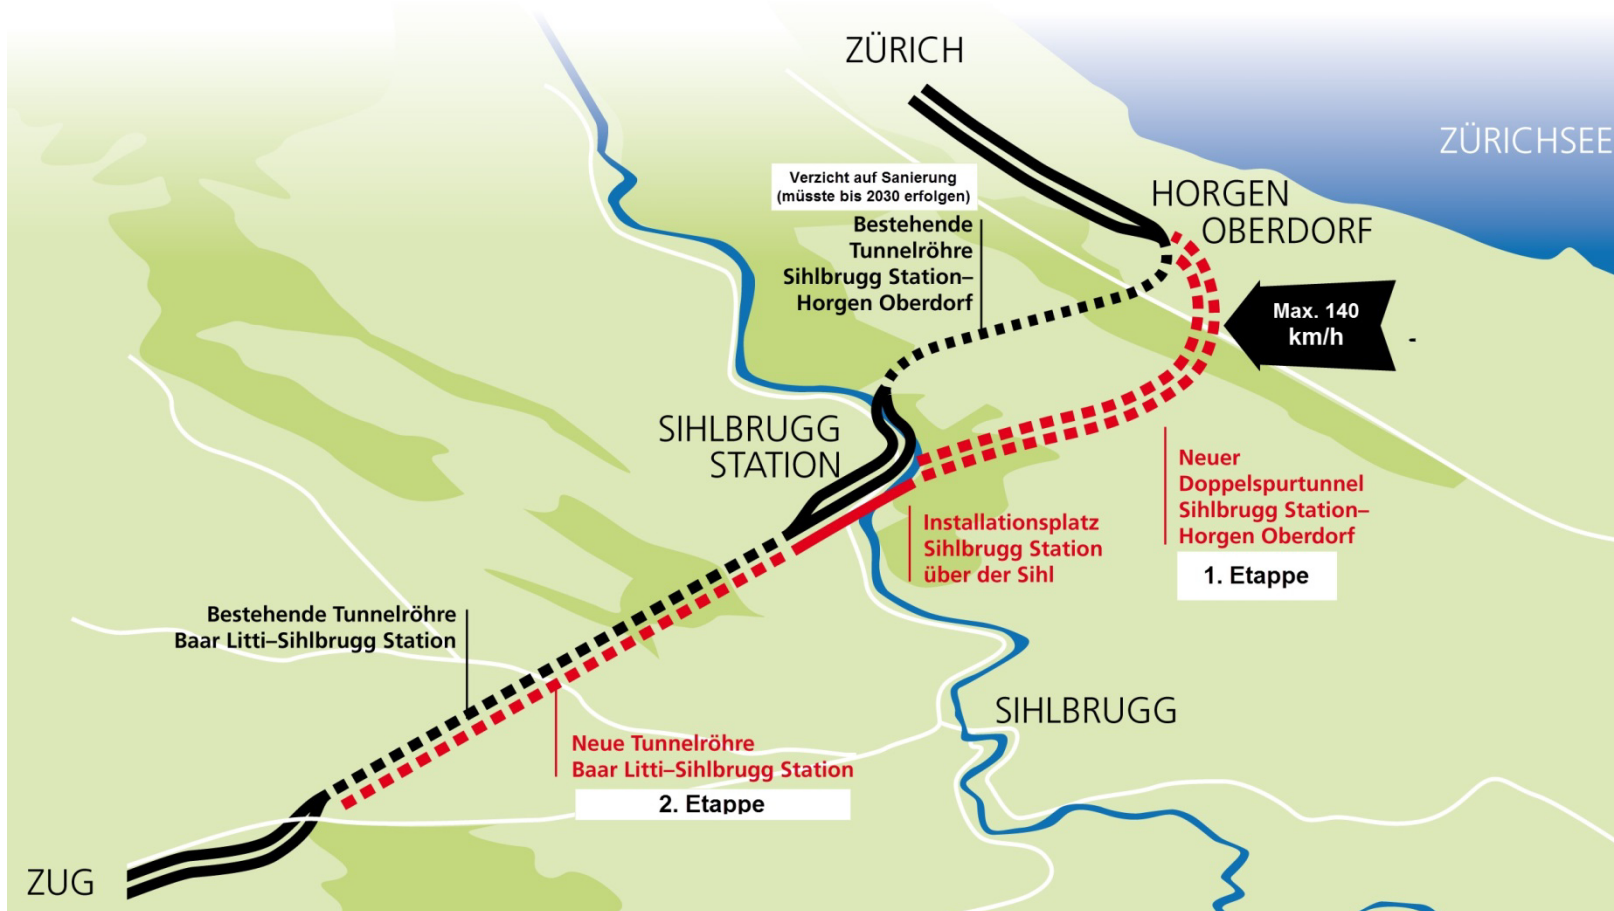 ZÜRICH
ZÜRICHSEE
Verzicht auf Sanierung
(müsste bis 2030 erfolgen)
HORGEN
OBERDORF
Bestehende
Tunnelröhre
Sihlbrugg Station–
Horgen Oberdorf
Max. 140
km/h
-
SIHLBRUGG
STATION
Neuer
Doppelspurtunnel
Sihlbrugg Station–
Horgen Oberdorf
1. Etappe
Installationsplatz
Sihlbrugg Station
über der Sihl
Bestehende Tunnelröhre
Baar Litti–Sihlbrugg Station
SIHLBRUGG
Neue Tunnelröhre
Baar Litti–Sihlbrugg Station
2. Etappe
ZUG